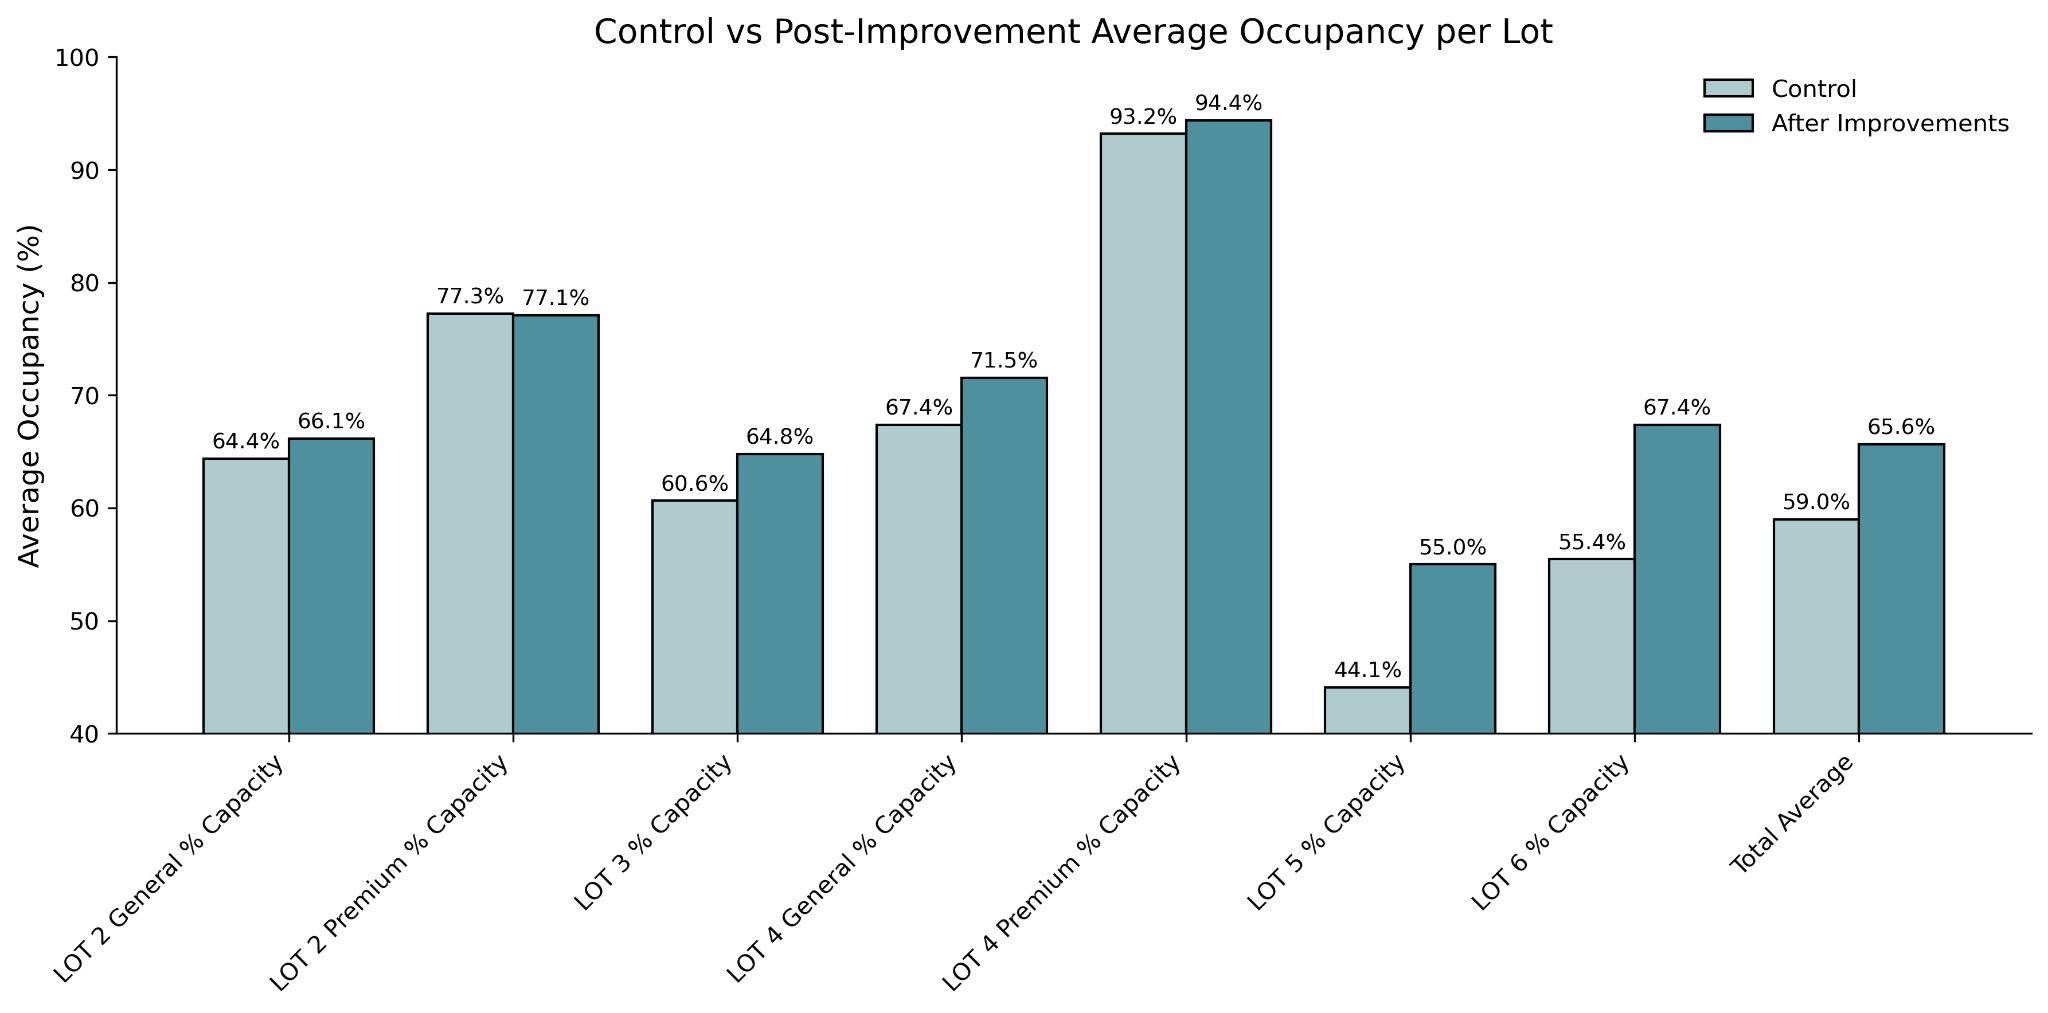 Control vs Post-Improvement Average Occupancy per Lot
Control
After Improvements
Average Occupancy (%)
100
90
80
70
60
50
40
64.4%
66.1%
77.3%
77.1%
60.6%
64.8%
67.4%
71.5%
93.2%
94.4%
44.1%
55.0%
55.4%
67.4%
59.0%
65.6%
LOT 2 General % Capacity
LOT 2 Premium % Capacity
LOT 3 % Capacity
LOT 4 General % Capacity
LOT 4 Premium % Capacity
LOT 5 % Capacity
LOT 6 % Capacity
Total Average